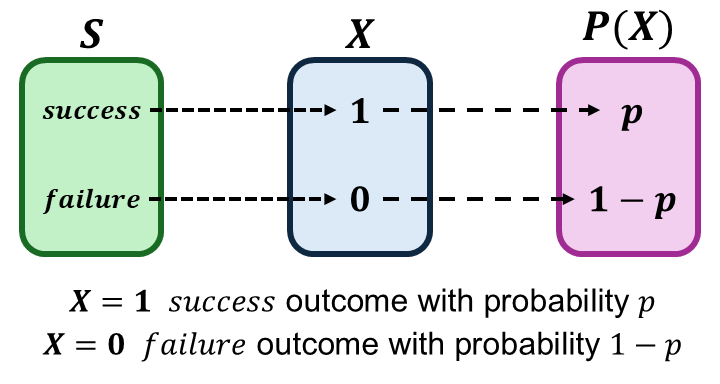 S X P(X)
success 1 p
failure 0 1 − p
X = 1 success outcome with probability p
X = 0 failure outcome with probability 1 − p